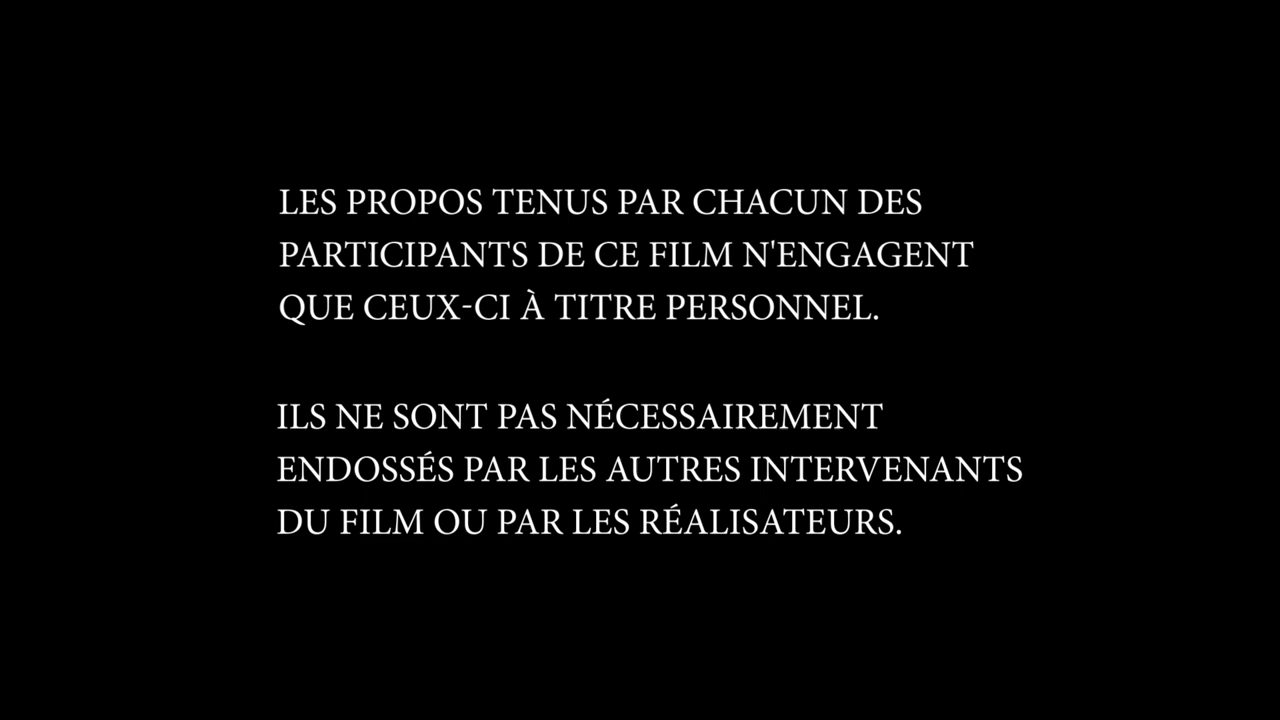 LES PROPOS TENUS PAR CHACUN DES
PARTICIPANTS DE CE FILM N'ENGAGENT
QUE CEUX-CI À TITRE PERSONNEL.
ILS NE SONT PAS NÉCESSAIREMENT
ENDOSSÉS PAR LES AUTRES INTERVENANTS
DU FILM OU PAR LES RÉALISATEURS.